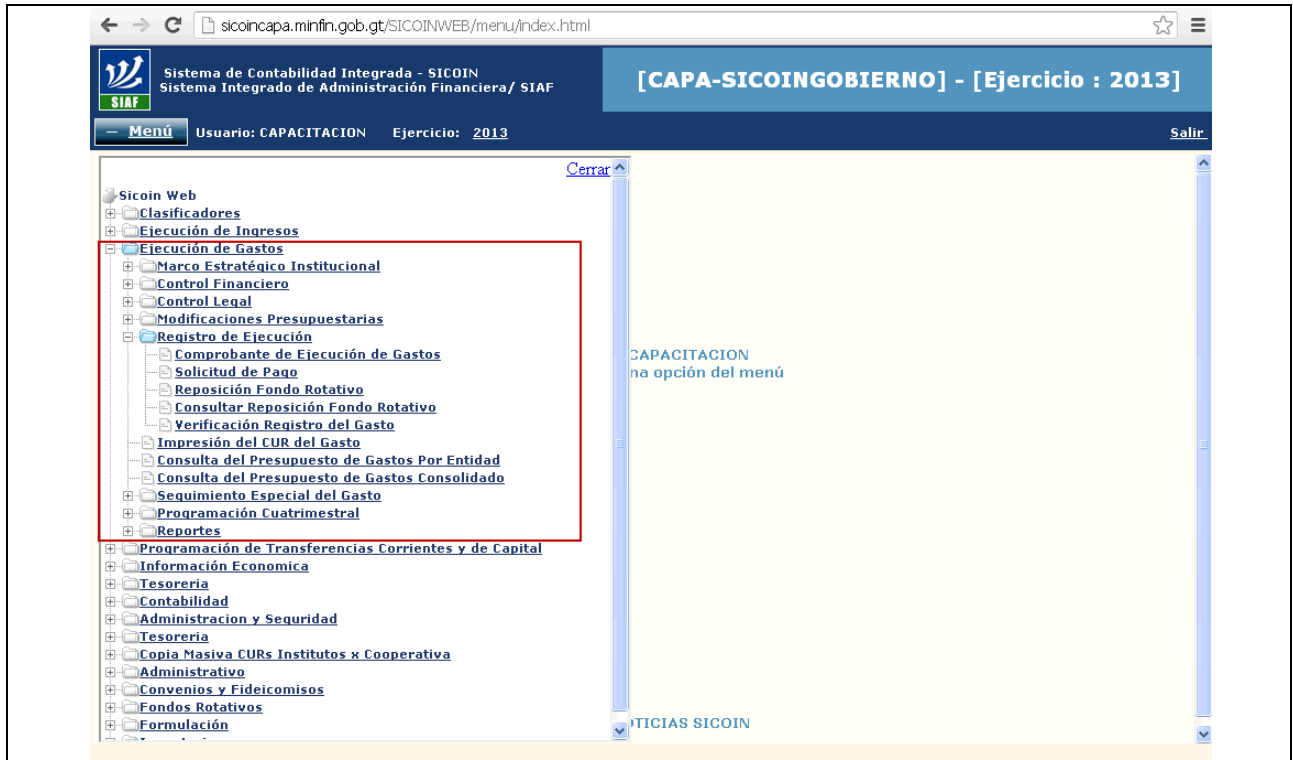 sicoincapa.minfin.gob.gt/SICOINWEB/menu/index.html
SIAF
Sistema de Contabilidad Integrada - SICOIN
Sistema Integrado de Administración Financiera/ SIAF
[CAPA-SICOINGOBIERNO] - [Ejercicio : 2013]
Menú Usuario: CAPACITACION Ejercicio: 2013 Salir
Cerrar
Sicoin Web
Clasificadores
Ejecución de Ingresos
Ejecución de Gastos
Marco Estratégico Institucional
Control Financiero
Control Legal
Modificaciones Presupuestarias
Registro de Ejecución
Comprobante de Ejecución de Gastos
Solicitud de Pago
Reposición Fondo Rotativo
Consultar Reposición Fondo Rotativo
Verificación Registro del Gasto
Impresión del CUR del Gasto
Consulta del Presupuesto de Gastos Por Entidad
Consulta del Presupuesto de Gastos Consolidado
Seguimiento Especial del Gasto
Programación Cuatrimestral
Reportes
Programación de Transferencias Corrientes y de Capital
Información Economica
Tesoreria
Contabilidad
Administracion y Seguridad
Tesoreria
Copia Masiva CURs Institutos x Cooperativa
Administrativo
Convenios y Fideicomisos
Fondos Rotativos
Formulación
CAPACITACION
na opción del menú
OTICIAS SICOIN